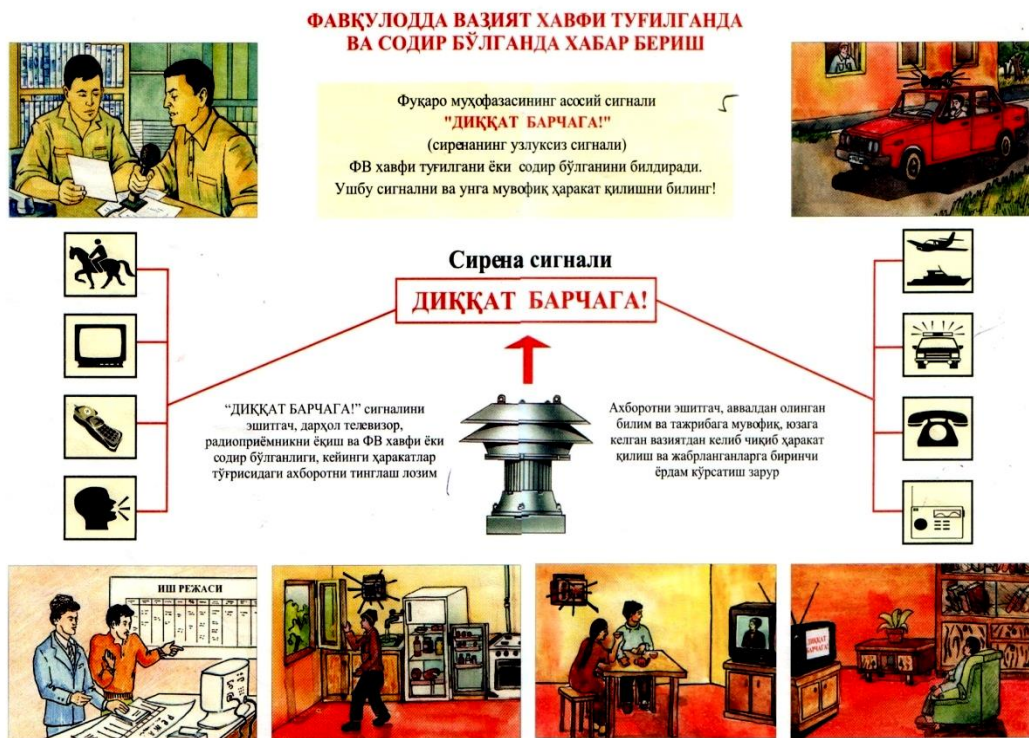 ФАВҚУЛОДДА ВАЗИЯТ ХАВФИ ТУҒИЛГАНДА
ВА СОДИР БЎЛГАНДА ХАБАР БЕРИШ
Фуқаро муҳофазасининг асосий сигнали
"ДИҚҚАТ БАРЧАГА!"
(сиренанинг узлуксиз сигнали)
ФВ хавфи туғилгани ёки содир бўлганини билдиради.
Ушбу сигнални ва унга мувофиқ ҳаракат қилишни билинг!
Сирена сигнали
ДИҚҚАТ БАРЧАГА!
“ДИҚҚАТ БАРЧАГА!” сигналини
эшитгач, дарҳол телевизор,
радиоприёмникни ёқиш ва ФВ хавфи ёки
содир бўлганлиги, кейинги ҳаракатлар
тўғрисидаги ахборотни тинглаш лозим
Ахборотни эшитгач, аввалдан олинган
билим ва тажрибага мувофиқ, юзага
келган вазиятдан келиб чиқиб ҳаракат
қилиш ва жабрланганларга биринчи
ёрдам кўрсатиш зарур
ИШ РЕЖАСИ
ДИҚҚАТ
БАРЧАГА!